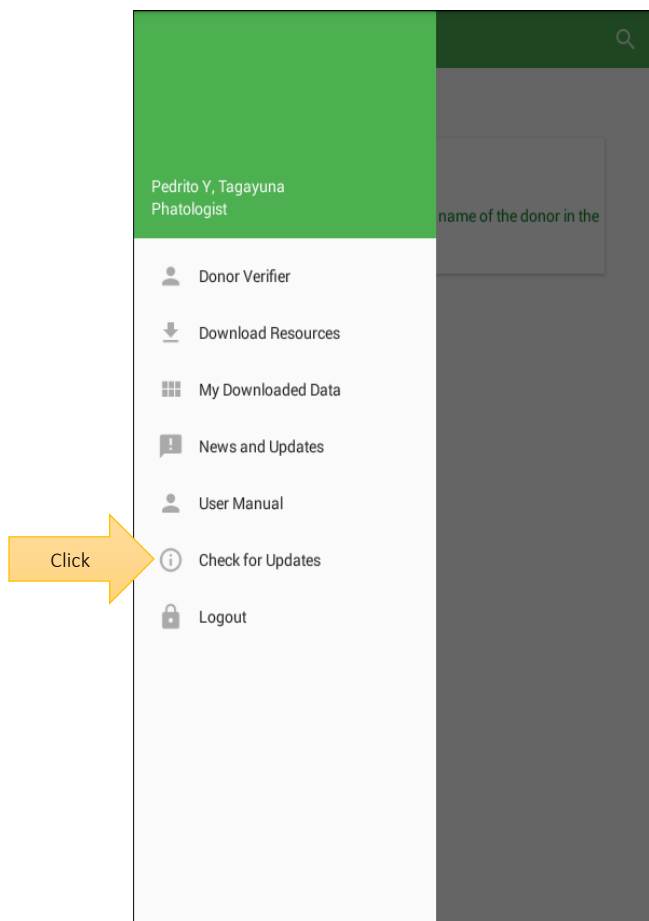 Pedrito Y, Tagayuna
Phatologist
name of the donor in the
Donor Verifier
Download Resources
My Downloaded Data
News and Updates
User Manual
Click
Check for Updates
Logout